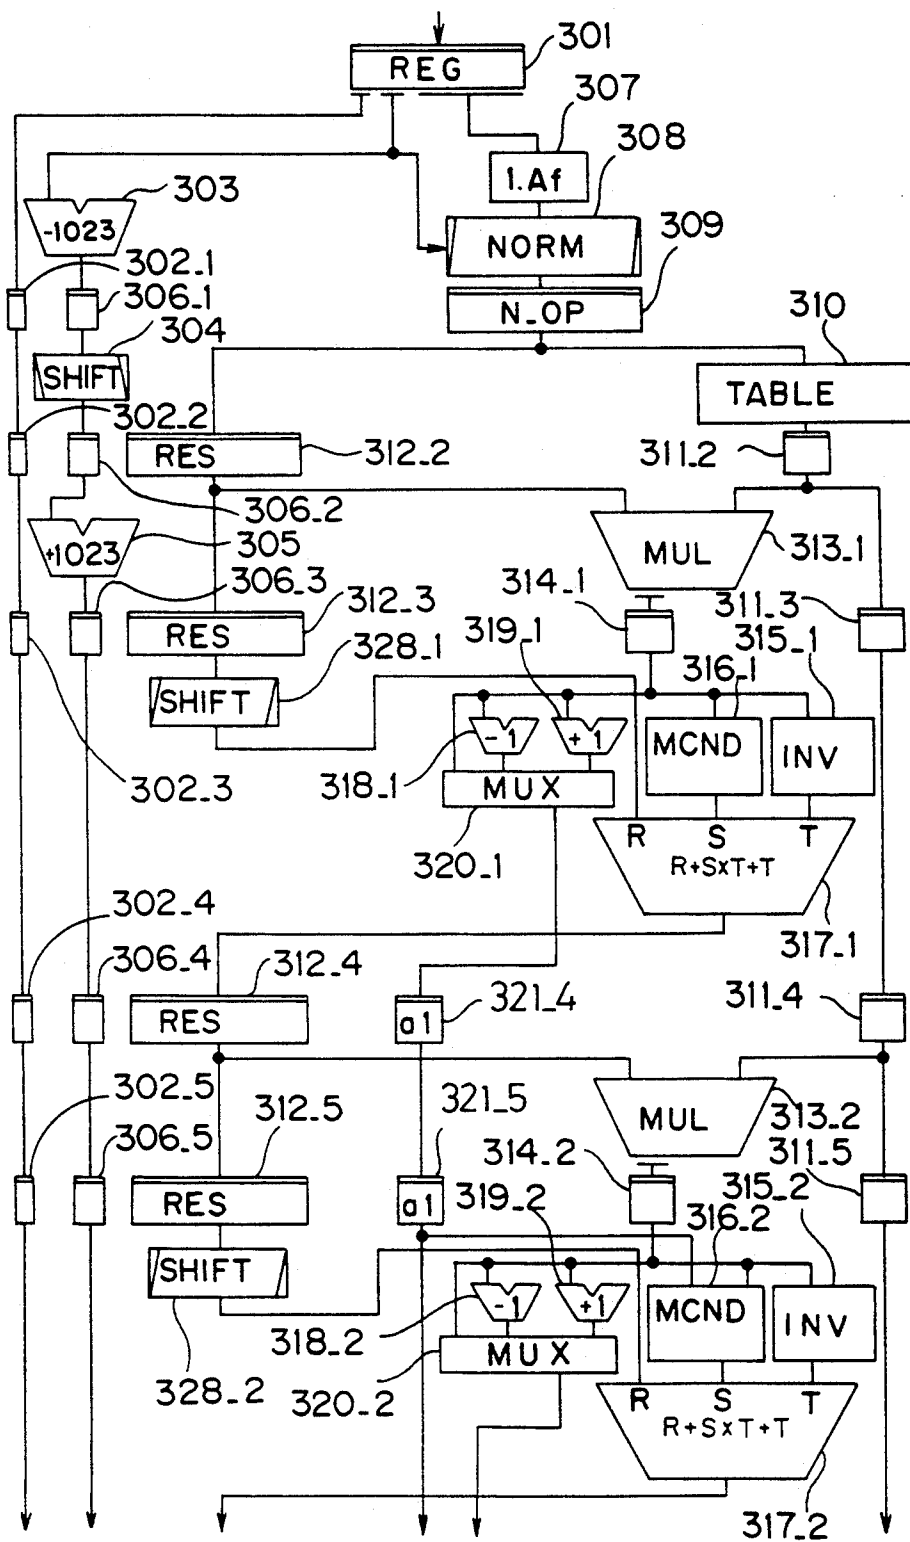 301
REG
307
308
1.Af
303
-1023
NORM
309
302_1
306_1
N_OP
304
310
SHIFT
TABLE
302_2
RES
312_2
311_2
306_2
305
+1023
MUL
313_1
306_3
312_3
314_1
311_3
RES
319_1
315_1
328_1
316_1
SHIFT
-1
+1
MCND
INV
302_3
318_1
MUX
R
S
T
320_1
R+S×T+T
302_4
317_1
306_4
312_4
321_4
311_4
RES
a1
302_5
312_5
321_5
MUL
313_2
306_5
314_2
311_5
RES
a1
319_2
315_2
316_2
SHIFT
-1
+1
MCND
INV
318_2
MUX
328_2
320_2
R
S
T
R+S×T+T
317_2